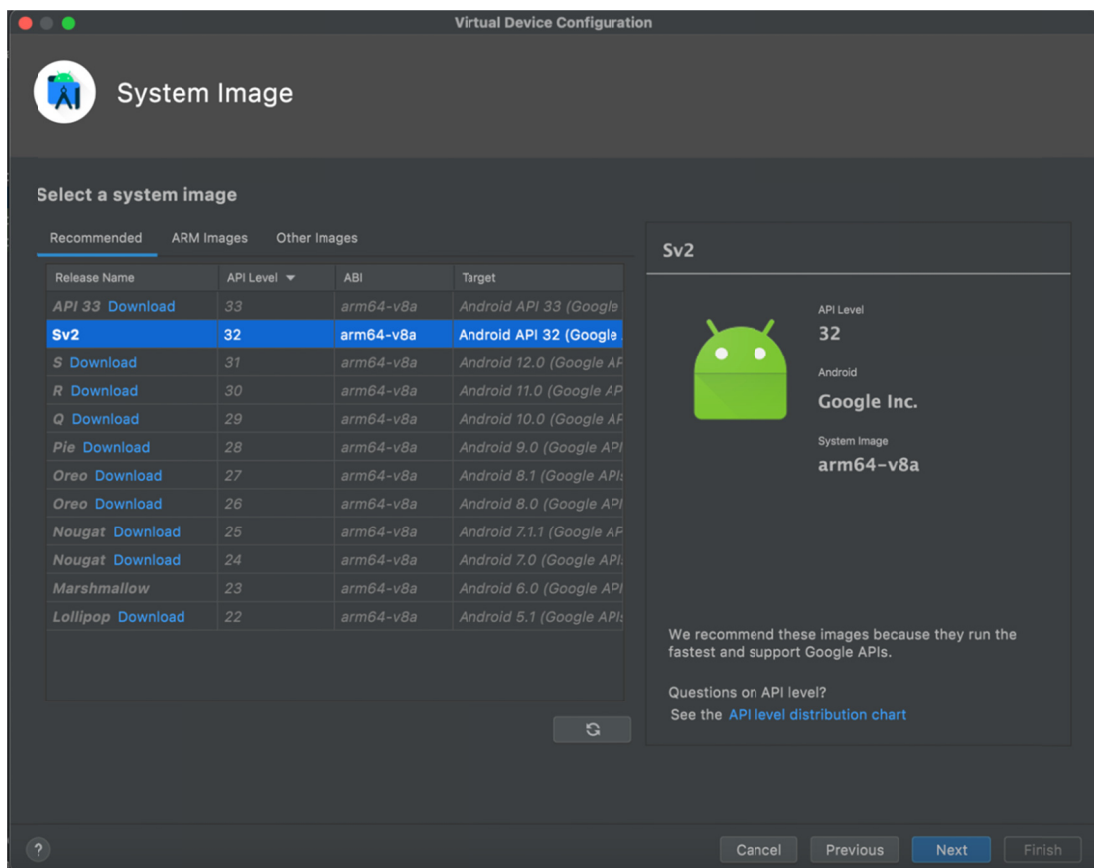 Virtual Device Configuration
System Image
Select a system image
Recommended ARM Images Other Images
Release Name API Level ABI Target
API 33 Download 33 arm64-v8a Android API 33 (Google
Sv2 32 arm64-v8a Android API 32 (Google
S Download 31 arm64-v8a Android 12.0 (Google AP
R Download 30 arm64-v8a Android 11.0 (Google AP
Q Download 29 arm64-v8a Android 10.0 (Google AP
Pie Download 28 arm64-v8a Android 9.0 (Google API
Oreo Download 27 arm64-v8a Android 8.1 (Google APIs
Oreo Download 26 arm64-v8a Android 8.0 (Google API
Nougat Download 25 arm64-v8a Android 7.1.1 (Google AP
Nougat Download 24 arm64-v8a Android 7.0 (Google API
Marshmallow 23 arm64-v8a Android 6.0 (Google API
Lollipop Download 22 arm64-v8a Android 5.1 (Google APIs
Sv2
API Level
32
Android
Google Inc.
System Image
arm64-v8a
We recommend these images because they run the
fastest and support Google APIs.
Questions on API level?
See the API level distribution chart
? Cancel Previous Next Finish